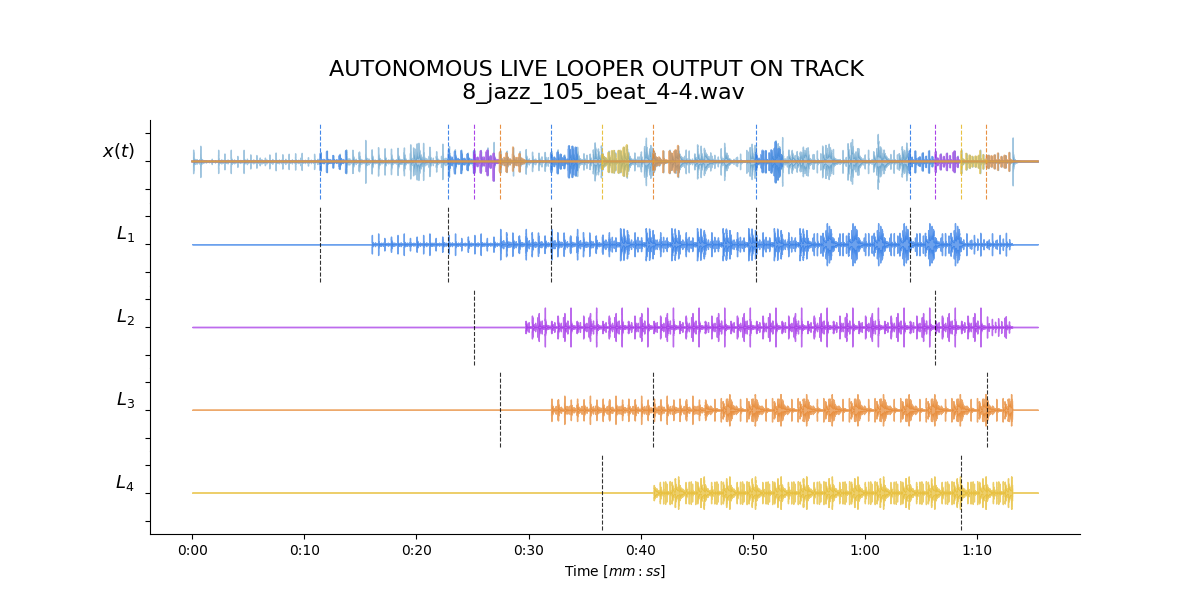 AUTONOMOUS LIVE LOOPER OUTPUT ON TRACK
8_jazz_105_beat_4-4.wav
x(t)
L1
L2
L3
L4
0:00 0:10 0:20 0:30 0:40 0:50 1:00 1:10
Time [mm : ss]